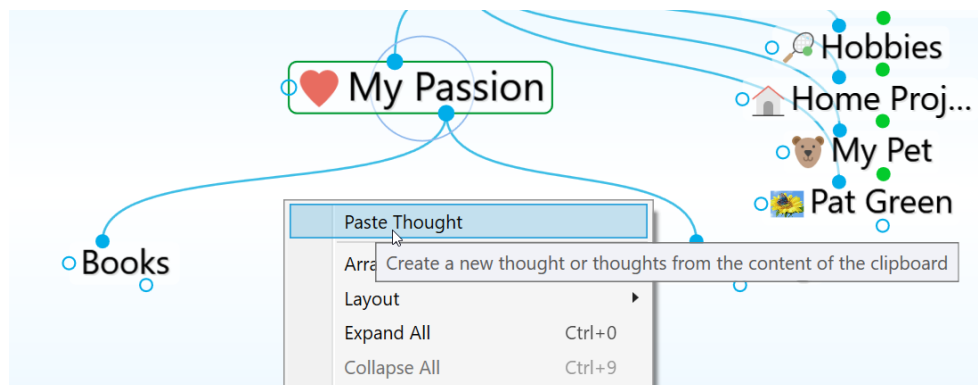 Hobbies
My Passion
Home Proj...
My Pet
Pat Green
Paste Thought
Books
Create a new thought or thoughts from the content of the clipboard
Layout
Expand All Ctrl+0
Collapse All Ctrl+9